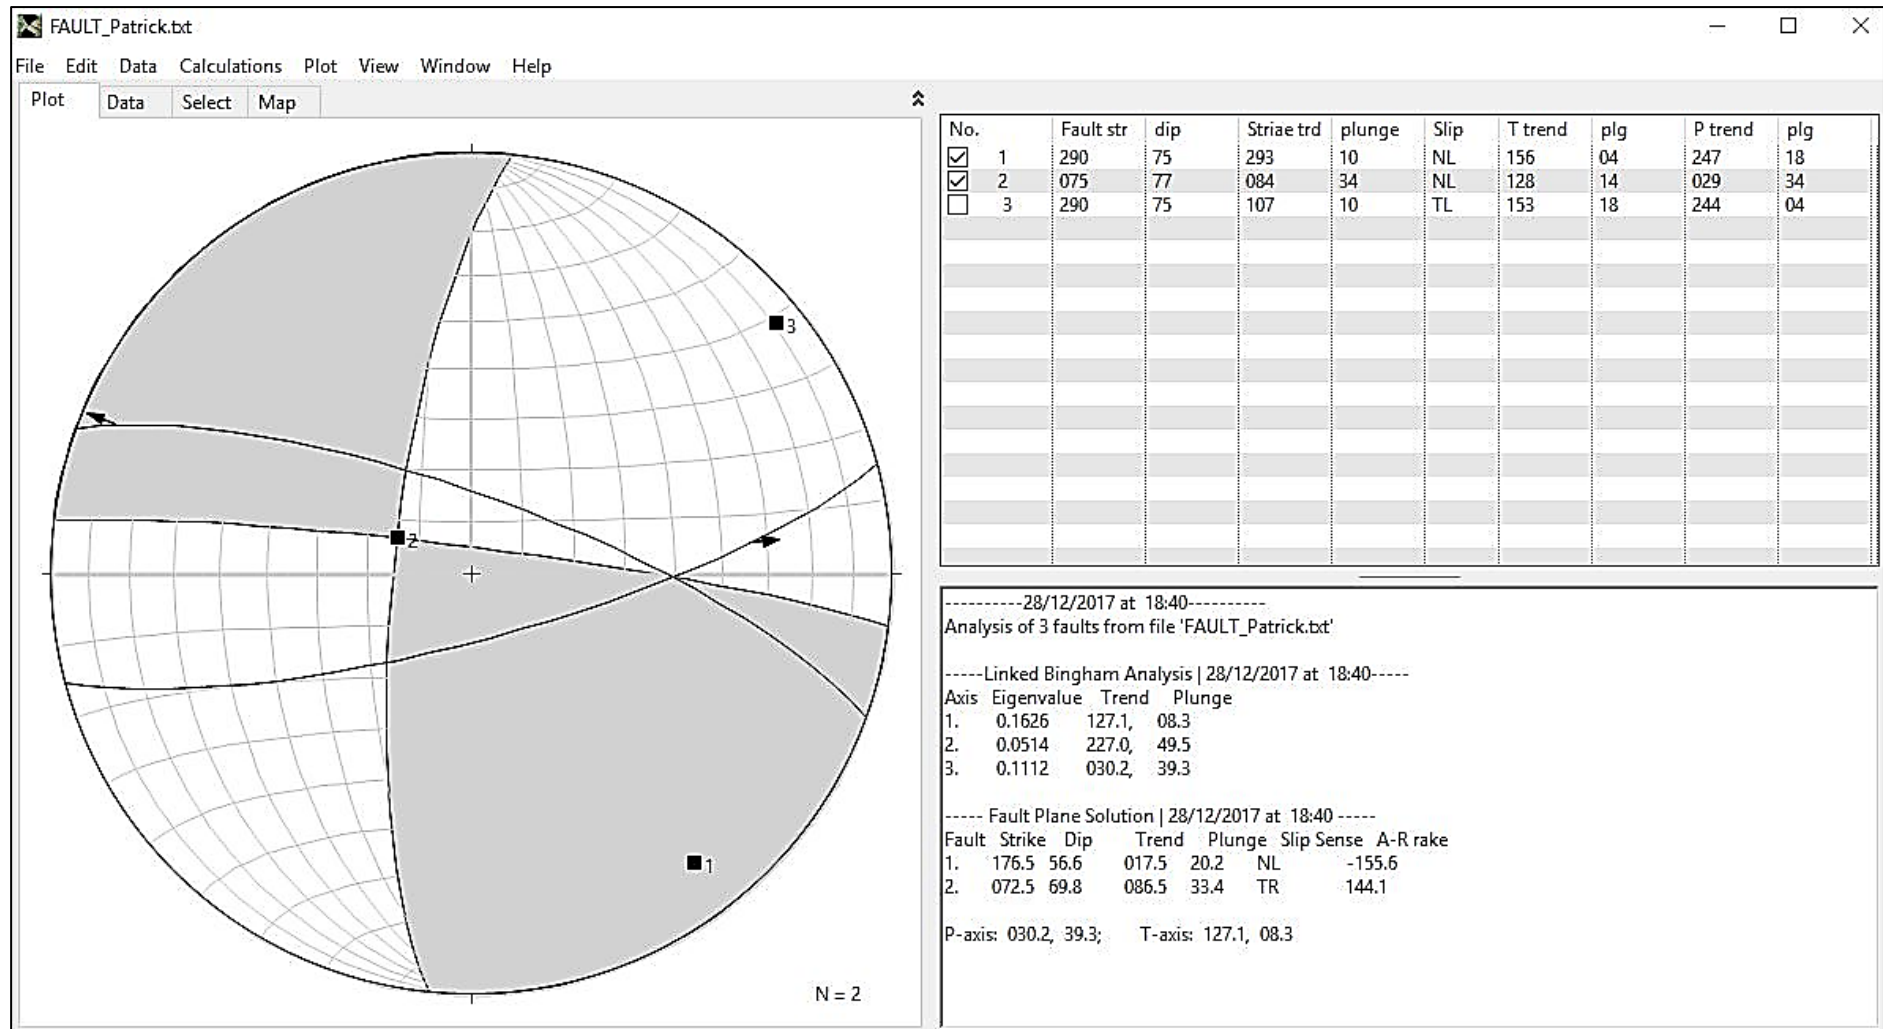 FAULT_Patrick.txt
File Edit Data Calculations Plot View Window Help
Plot Data Select Map
3
2
1
N = 2
No. Fault str dip Striae trd plunge Slip T trend plg P trend plg
1 290 75 293 10 NL 156 04 247 18
2 075 77 084 34 NL 128 14 029 34
3 290 75 107 10 TL 153 18 244 04
----------28/12/2017 at 18:40----------
Analysis of 3 faults from file 'FAULT_Patrick.txt'
-----Linked Bingham Analysis | 28/12/2017 at 18:40-----
Axis Eigenvalue Trend Plunge
1. 0.1626 127.1, 08.3
2. 0.0514 227.0, 49.5
3. 0.1112 030.2, 39.3
----- Fault Plane Solution | 28/12/2017 at 18:40 -----
Fault Strike Dip Trend Plunge Slip Sense A-R rake
1. 176.5 56.6 017.5 20.2 NL -155.6
2. 072.5 69.8 086.5 33.4 TR 144.1
P-axis: 030.2, 39.3; T-axis: 127.1, 08.3